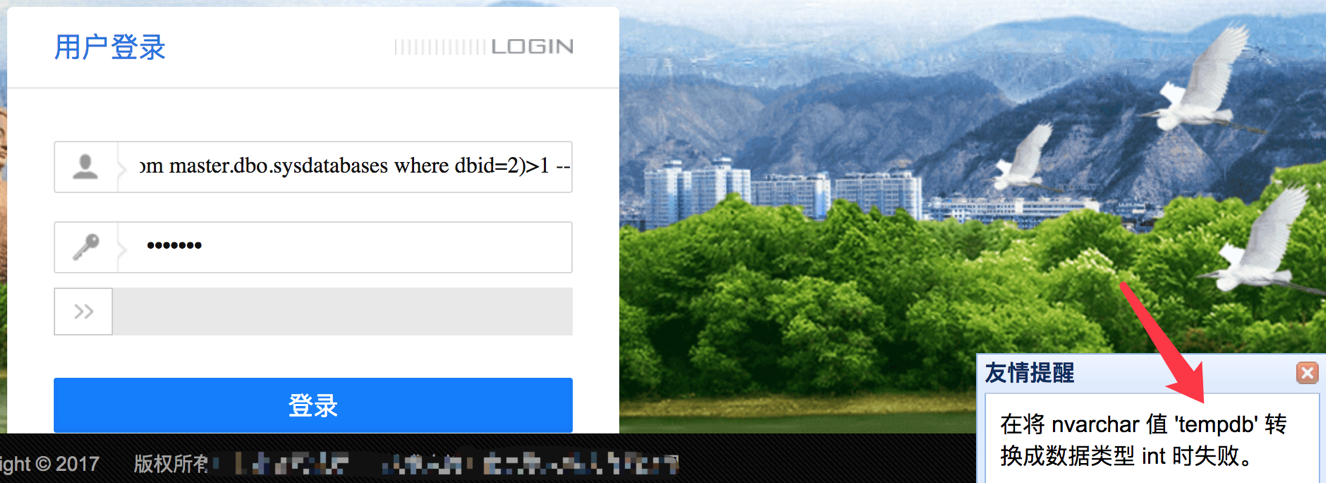 用户登录
LOGIN
om master.dbo.sysdatabases where dbid=2)>1 --
•••••••
登录
友情提醒
在将 nvarchar 值 'tempdb' 转
换成数据类型 int 时失败。
ight © 2017 版权所有